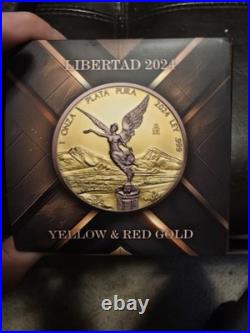 LIBERTAD 2024
1 ONZA PLATA PURA 2024 LEY .999
YELLOW & RED GOLD